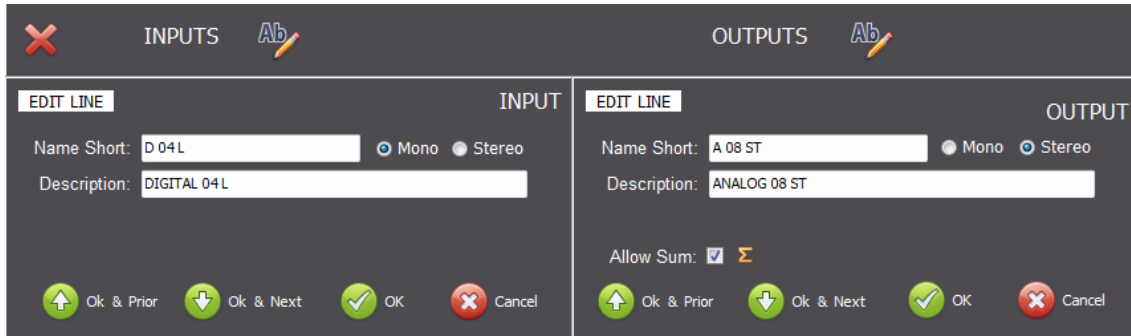 INPUTS Ab
OUTPUTS Ab
EDIT LINE
INPUT
Name Short: D 04 L Mono Stereo
Description: DIGITAL 04 L
Ok & Prior Ok & Next OK Cancel
EDIT LINE
OUTPUT
Name Short: A 08 ST Mono Stereo
Description: ANALOG 08 ST
Allow Sum: Σ
Ok & Prior Ok & Next OK Cancel